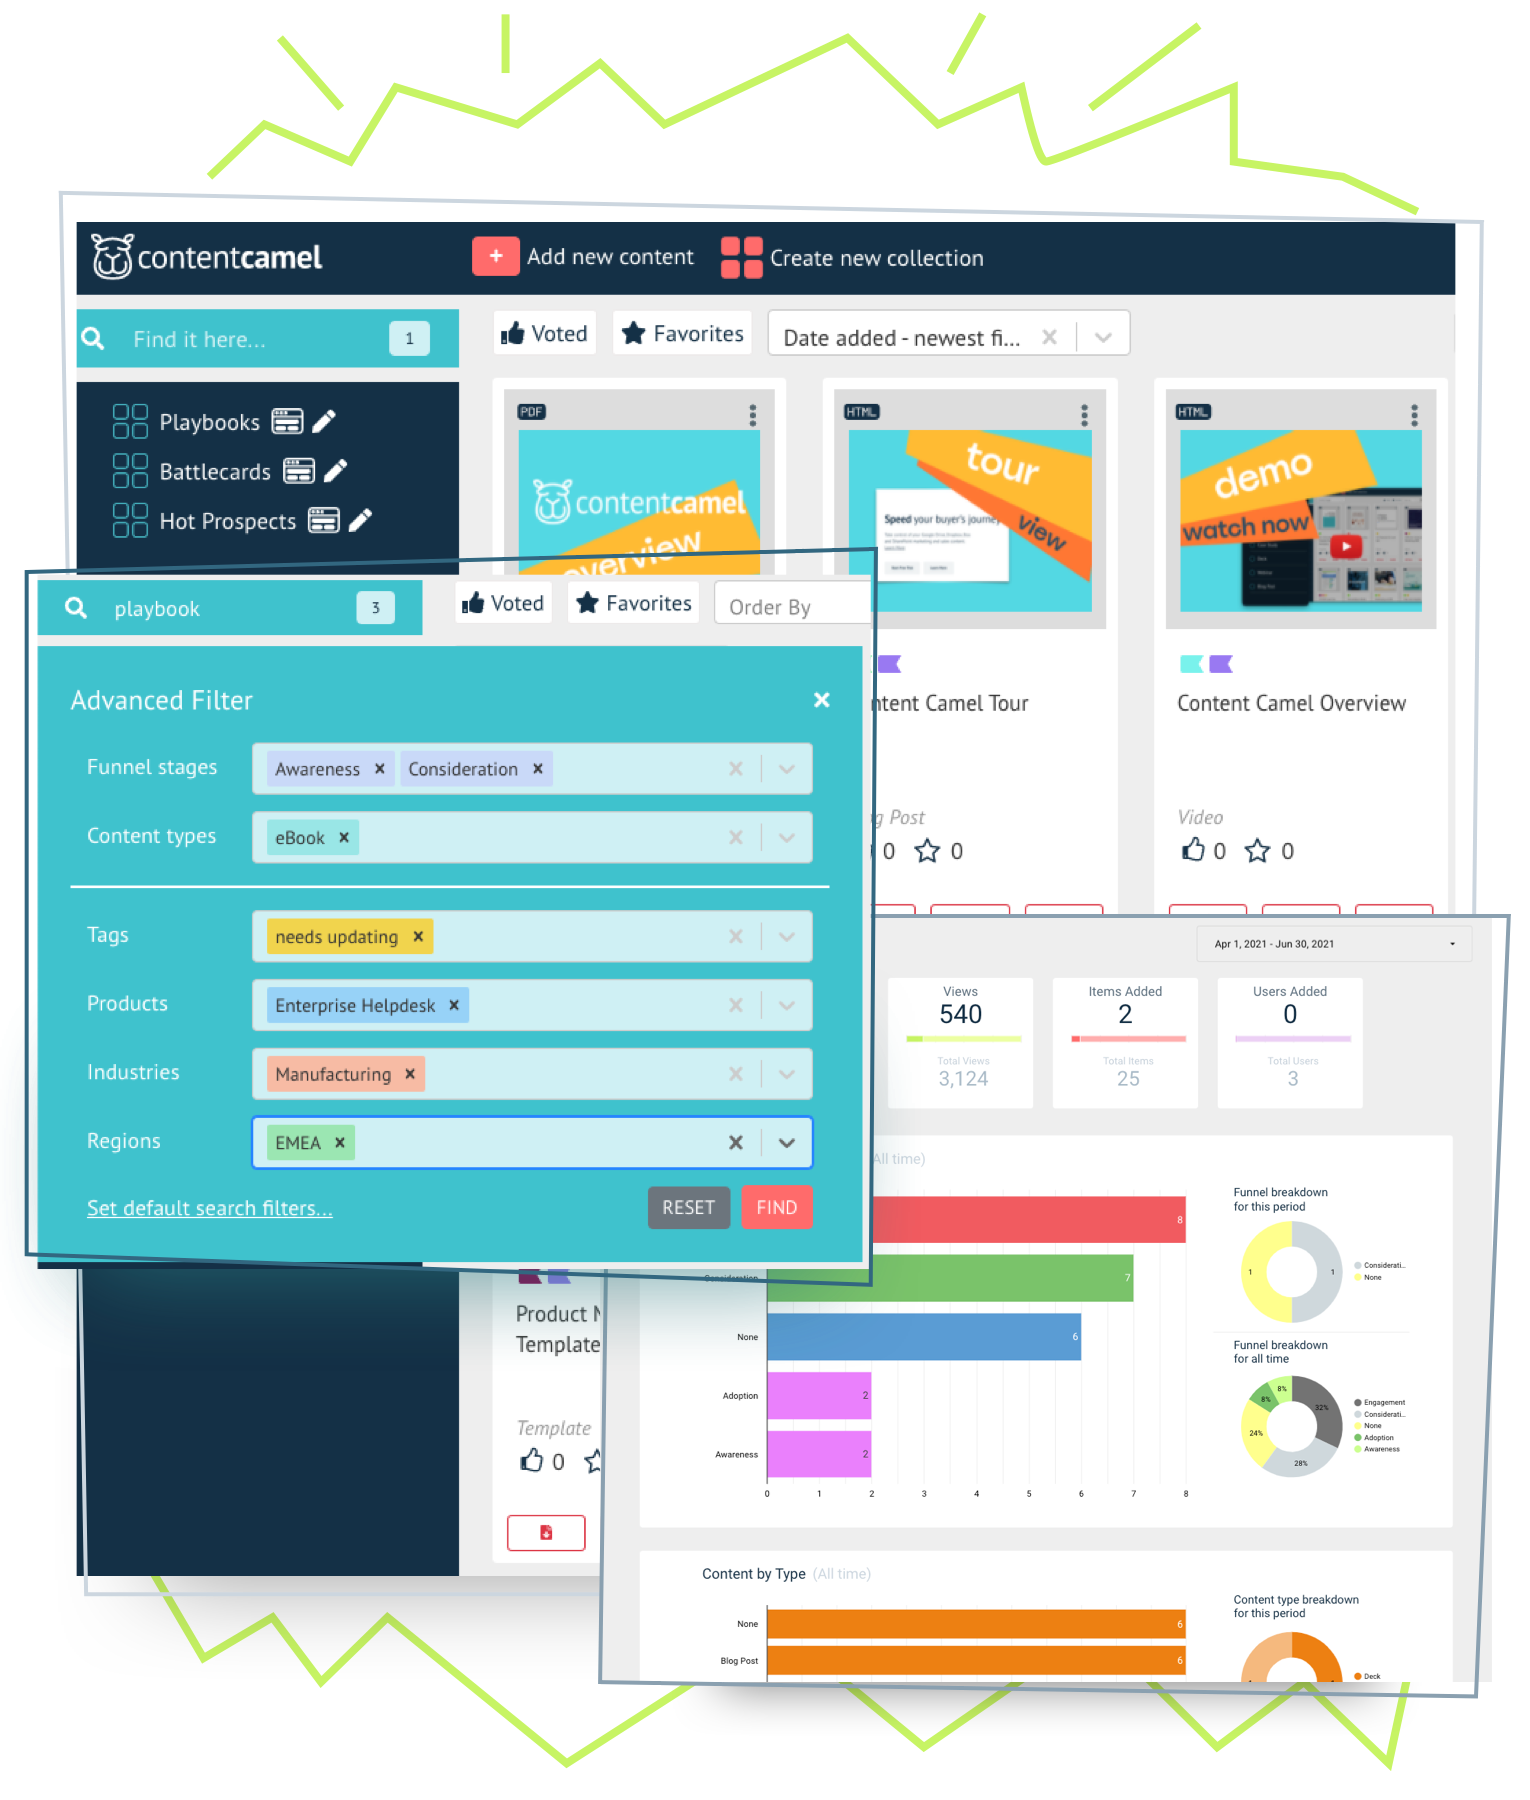 contentcamel
+ Add new content
Create new collection
Find it here...
1
Voted
Favorites
Date added - newest fi...
Playbooks
Battlecards
Hot Prospects
PDF
contentcamel
overview
HTML
tour
Speed your buyer's journey
view
HTML
demo
watch now
playbook
3
Voted
Favorites
Order By
Advanced Filter
Funnel stages
Awareness
Consideration
Content types
eBook
Tags
needs updating
Products
Enterprise Helpdesk
Industries
Manufacturing
Regions
EMEA
Set default search filters...
RESET
FIND
ntent Camel Tour
g Post
0
0
Content Camel Overview
Video
0
0
Product M
Template
Template
0
Apr 1, 2021 - Jun 30, 2021
Views
540
Total Views
3,124
Items Added
2
Total Items
25
Users Added
0
Total Users
3
All time)
8
Consideration
7
None
6
Adoption
2
Awareness
2
0 1 2 3 4 5 6 7 8
Funnel breakdown
for this period
1
1
Considerati...
None
Funnel breakdown
for all time
8%
8%
32%
24%
28%
Engagement
Considerati...
None
Adoption
Awareness
Content by Type (All time)
None
6
Blog Post
6
Content type breakdown
for this period
Deck